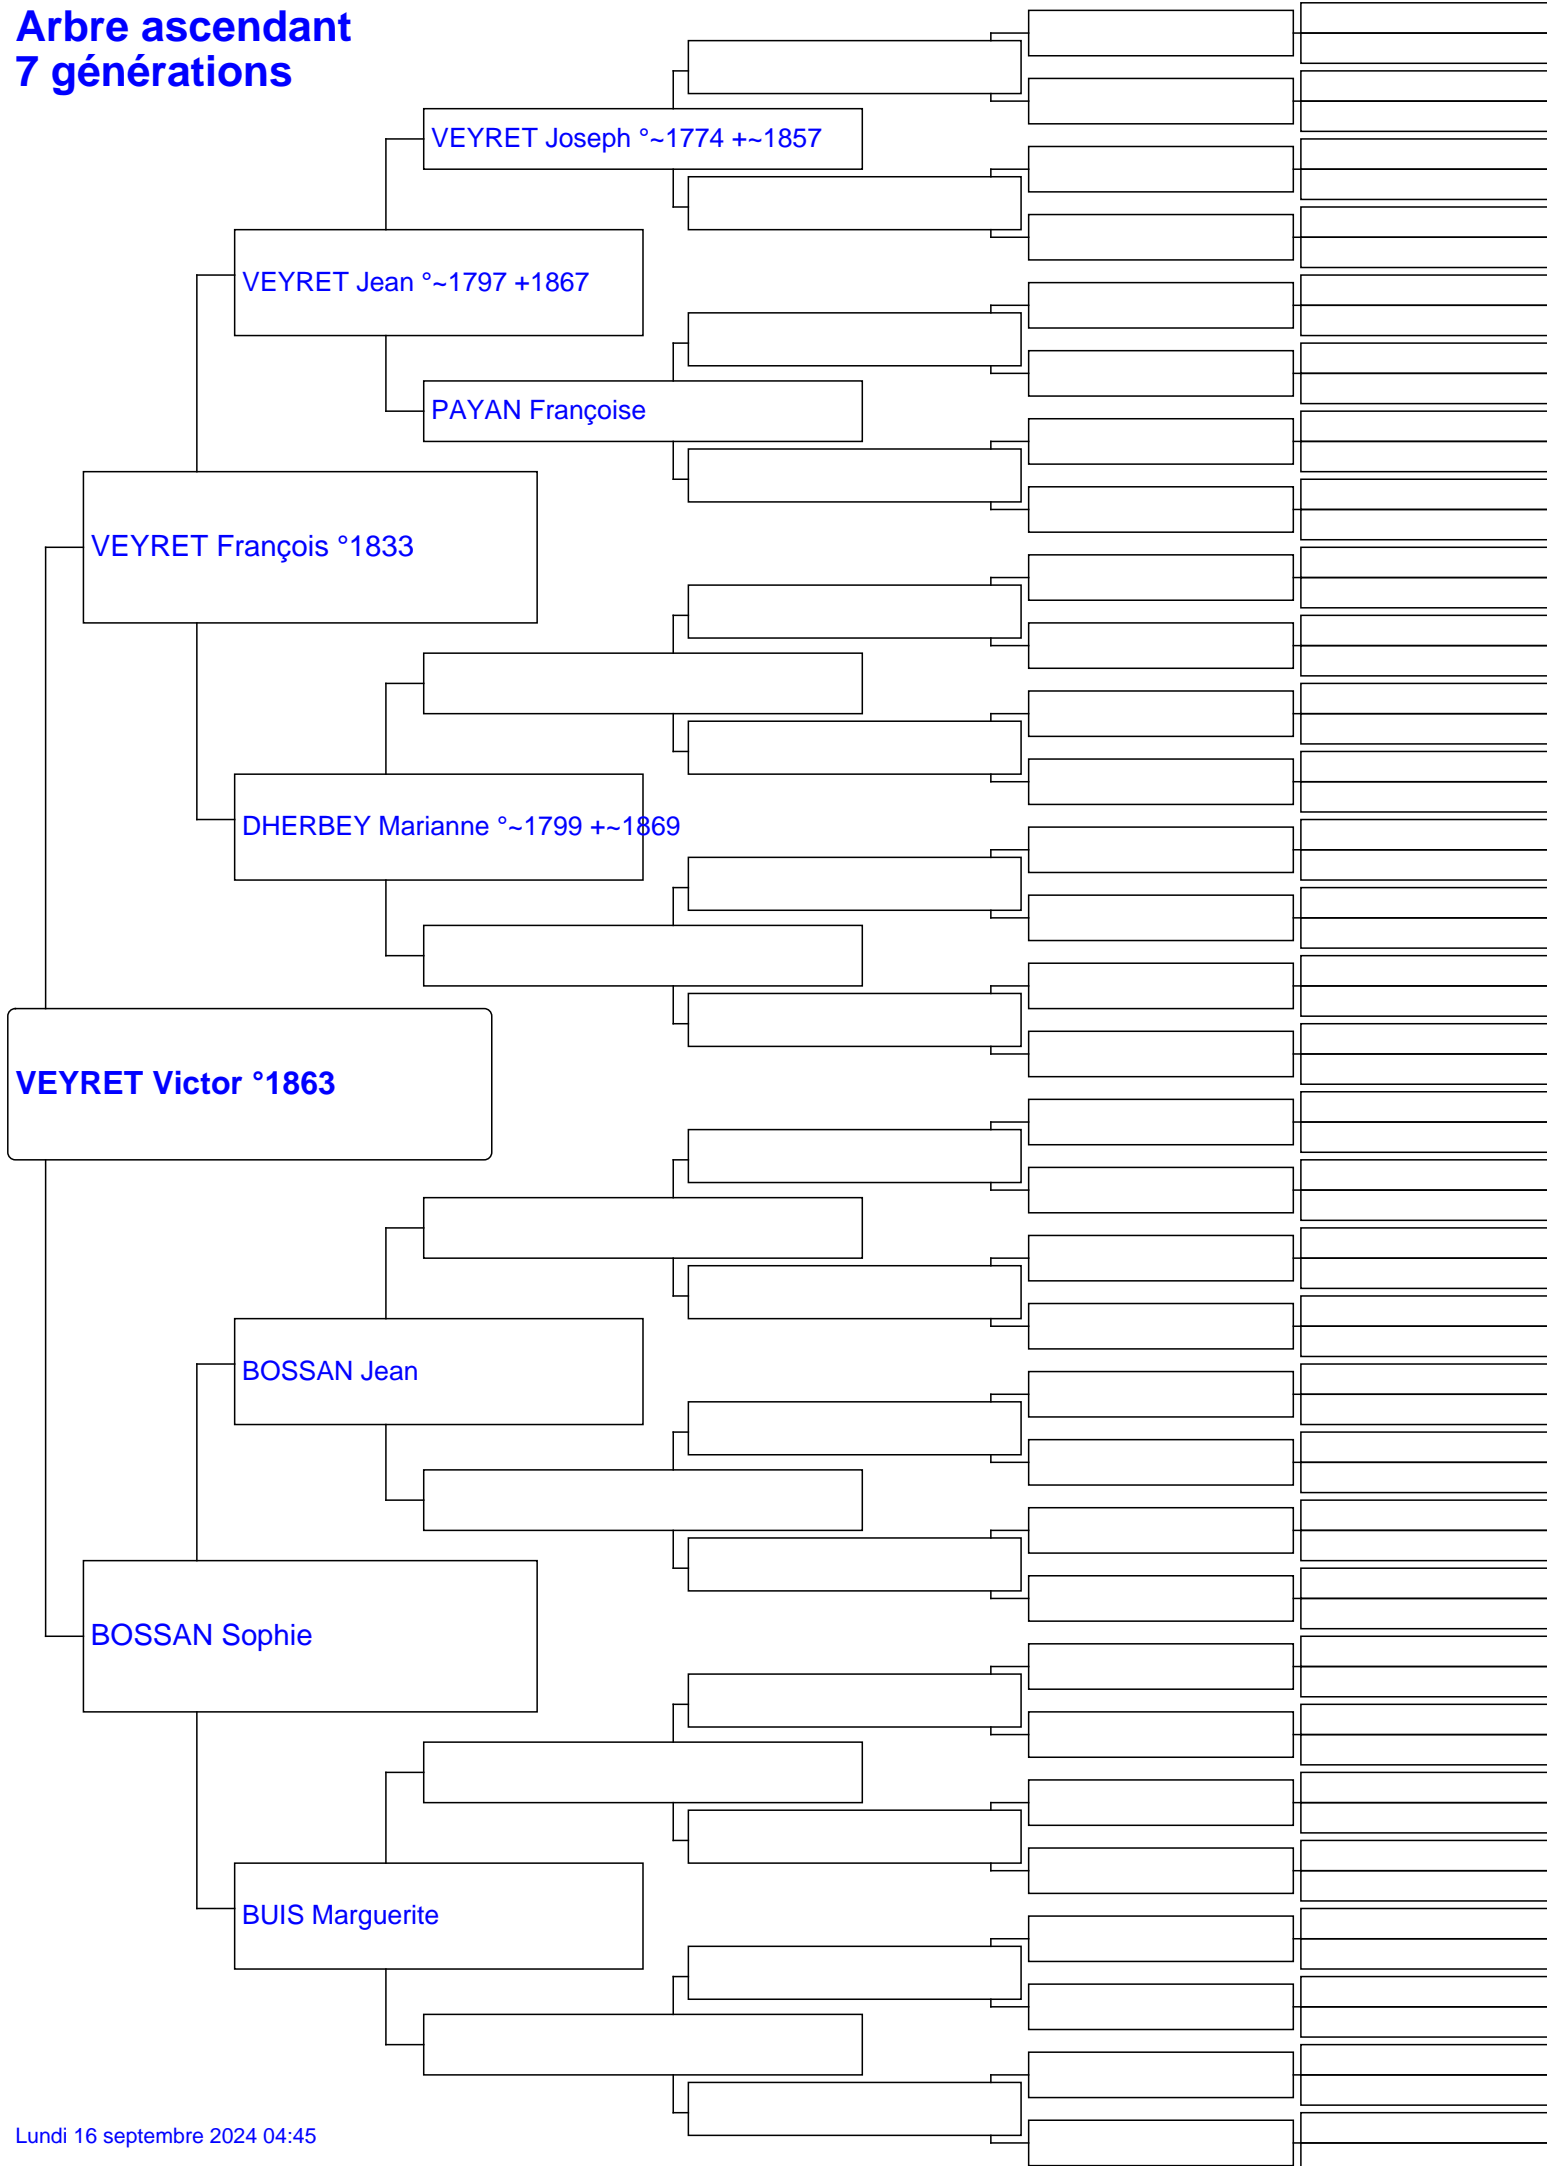 Arbre ascendant
7 générations
VEYRET Joseph °~1774 +~1857
VEYRET Jean °~1797 +1867
PAYAN Françoise
VEYRET François °1833
DHERBEY Marianne °~1799 +~1869
VEYRET Victor °1863
BOSSAN Jean
BOSSAN Sophie
BUIS Marguerite
Lundi 16 septembre 2024 04:45